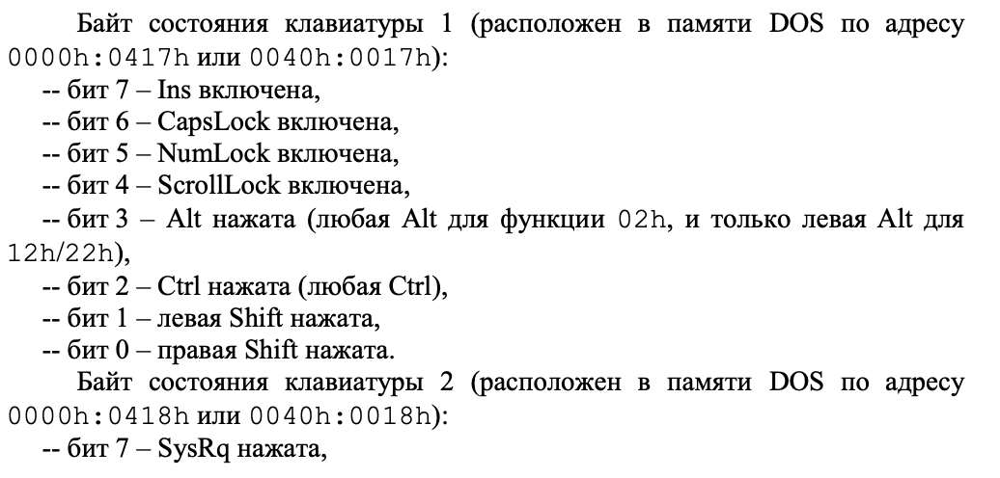 Байт состояния клавиатуры 1 (расположен в памяти DOS по адресу
0000h:0417h или 0040h:0017h):
-- бит 7 – Ins включена,
-- бит 6 – CapsLock включена,
-- бит 5 – NumLock включена,
-- бит 4 – ScrollLock включена,
-- бит 3 – Alt нажата (любая Alt для функции 02h, и только левая Alt для
12h/22h),
-- бит 2 – Ctrl нажата (любая Ctrl),
-- бит 1 – левая Shift нажата,
-- бит 0 – правая Shift нажата.
Байт состояния клавиатуры 2 (расположен в памяти DOS по адресу
0000h:0418h или 0040h:0018h):
-- бит 7 – SysRq нажата,